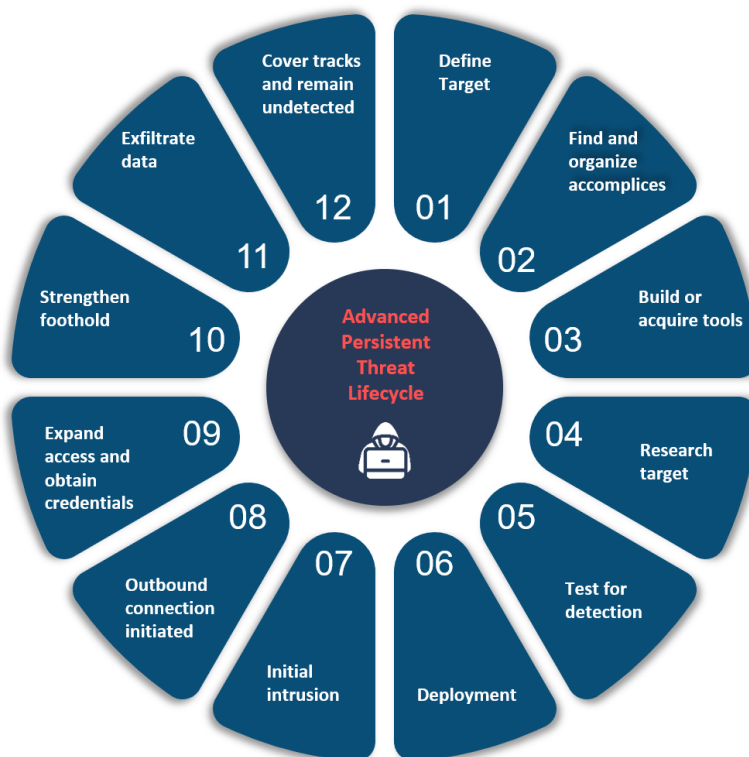 Advanced
Persistent
Threat
Lifecycle
01
Define
Target
02
Find and
organize
accomplices
03
Build or
acquire tools
04
Research
target
05
Test for
detection
06
Deployment
07
Initial
intrusion
08
Outbound
connection
initiated
09
Expand
access and
obtain
credentials
10
Strengthen
foothold
11
Exfiltrate
data
12
Cover tracks
and remain
undetected